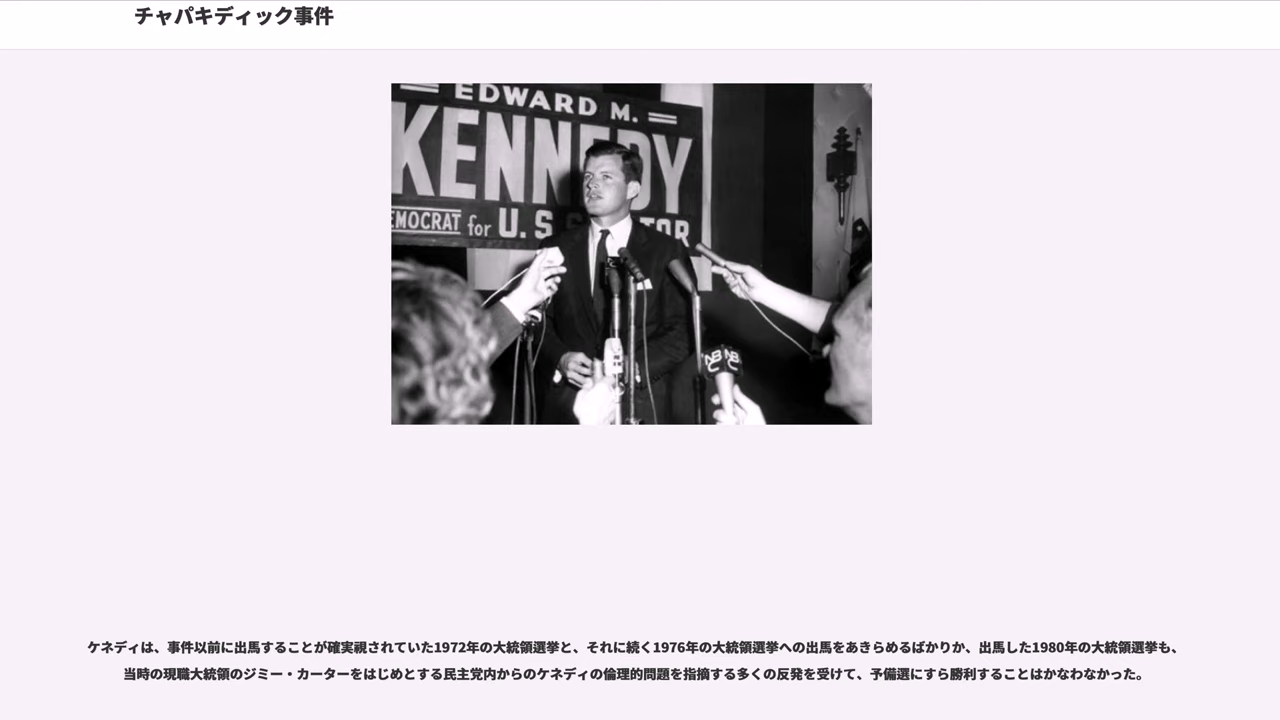 チャパキディック事件
EDWARD M.
KENNEDY
EMOCRAT for U.S. S TOR
NBC
ケネディは、事件以前に出馬することが確実視されていた1972年の大統領選挙と、それに続く1976年の大統領選挙への出馬をあきらめるばかりか、出馬した1980年の大統領選挙も、
当時の現職大統領のジミー・カーターをはじめとする民主党内からのケネディの倫理的問題を指摘する多くの反発を受けて、予備選にすら勝利することはかなわなかった。